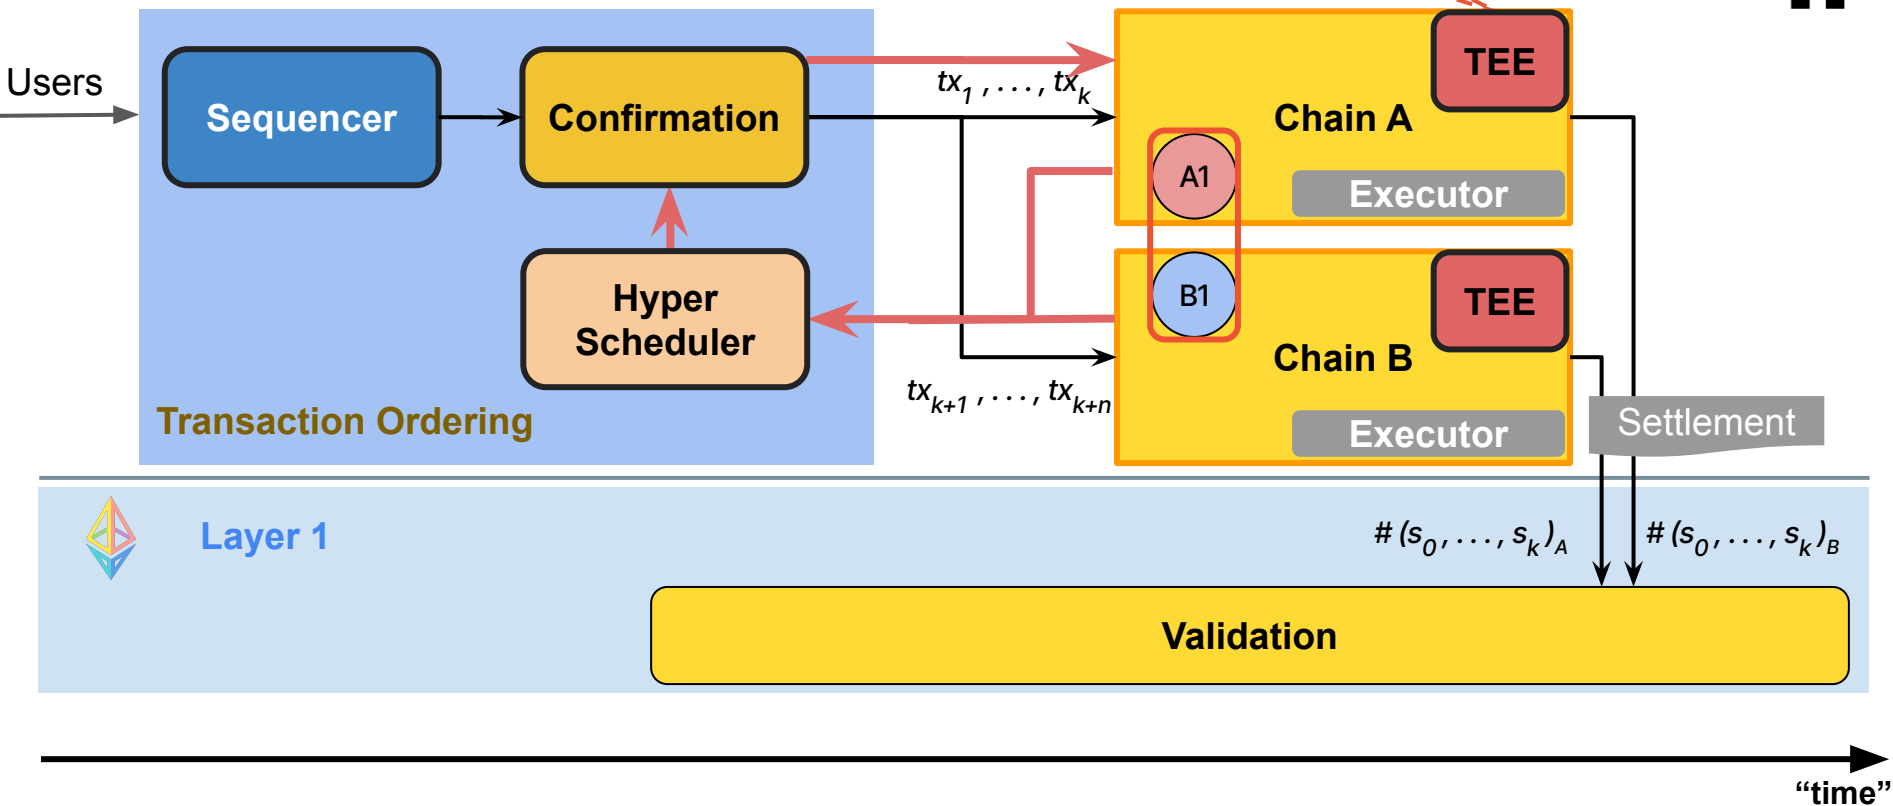 Users
Sequencer
Confirmation
tx1 , . . . , txk
Chain A
TEE
A1
Executor
Hyper
Scheduler
B1
TEE
Chain B
txk+1 , . . . , txk+n
Transaction Ordering
Executor
Settlement
Layer 1
# (s0 , . . . , sk )A
# (s0 , . . . , sk )B
Validation
“time”